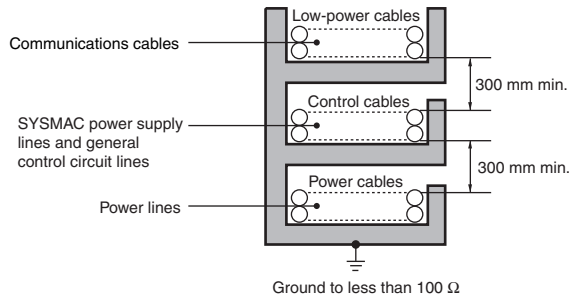 Low-power cables
Communications cables
300 mm min.
Control cables
SYSMAC power supply
lines and general
control circuit lines
300 mm min.
Power cables
Power lines
Ground to less than 100 Ω